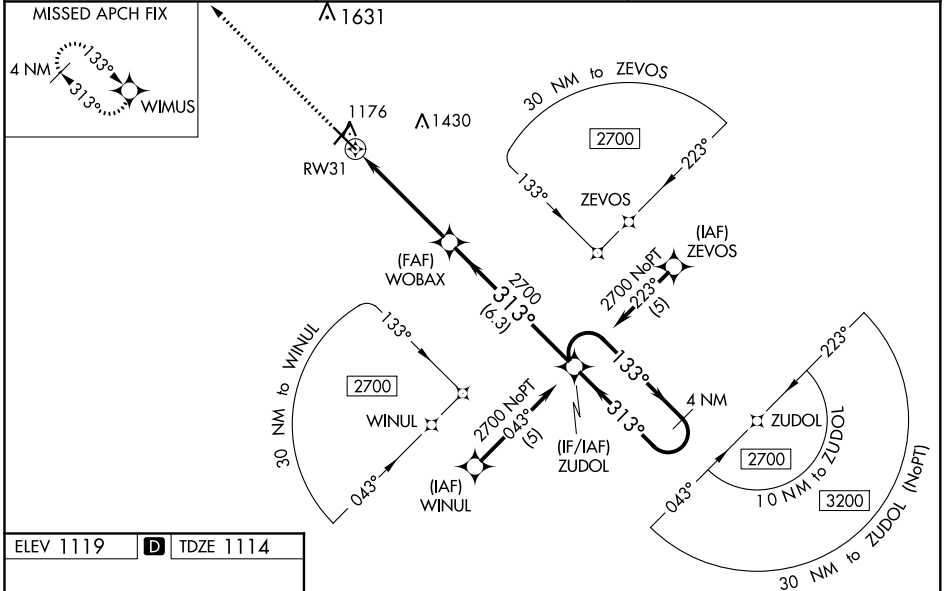 MISSED APCH FIX
4 NM
133°
313°
WIMUS
1631
1176
1430
RW31
30 NM to ZEVOS
2700
133°
223°
ZEVOS
(IAF)
ZEVOS
2700 NoPT
223°
(5)
(FAF)
WOBAX
2700
313°
(6.3)
30 NM to WINUL
133°
2700
WINUL
043°
2700 NoPT
043°
(5)
(IAF)
WINUL
(IF/IAF)
ZUDOL
133°
313°
4 NM
223°
ZUDOL
2700
043°
10 NM to ZUDOL
3200
30 NM to ZUDOL (NoPT)
ELEV 1119
D
TDZE 1114